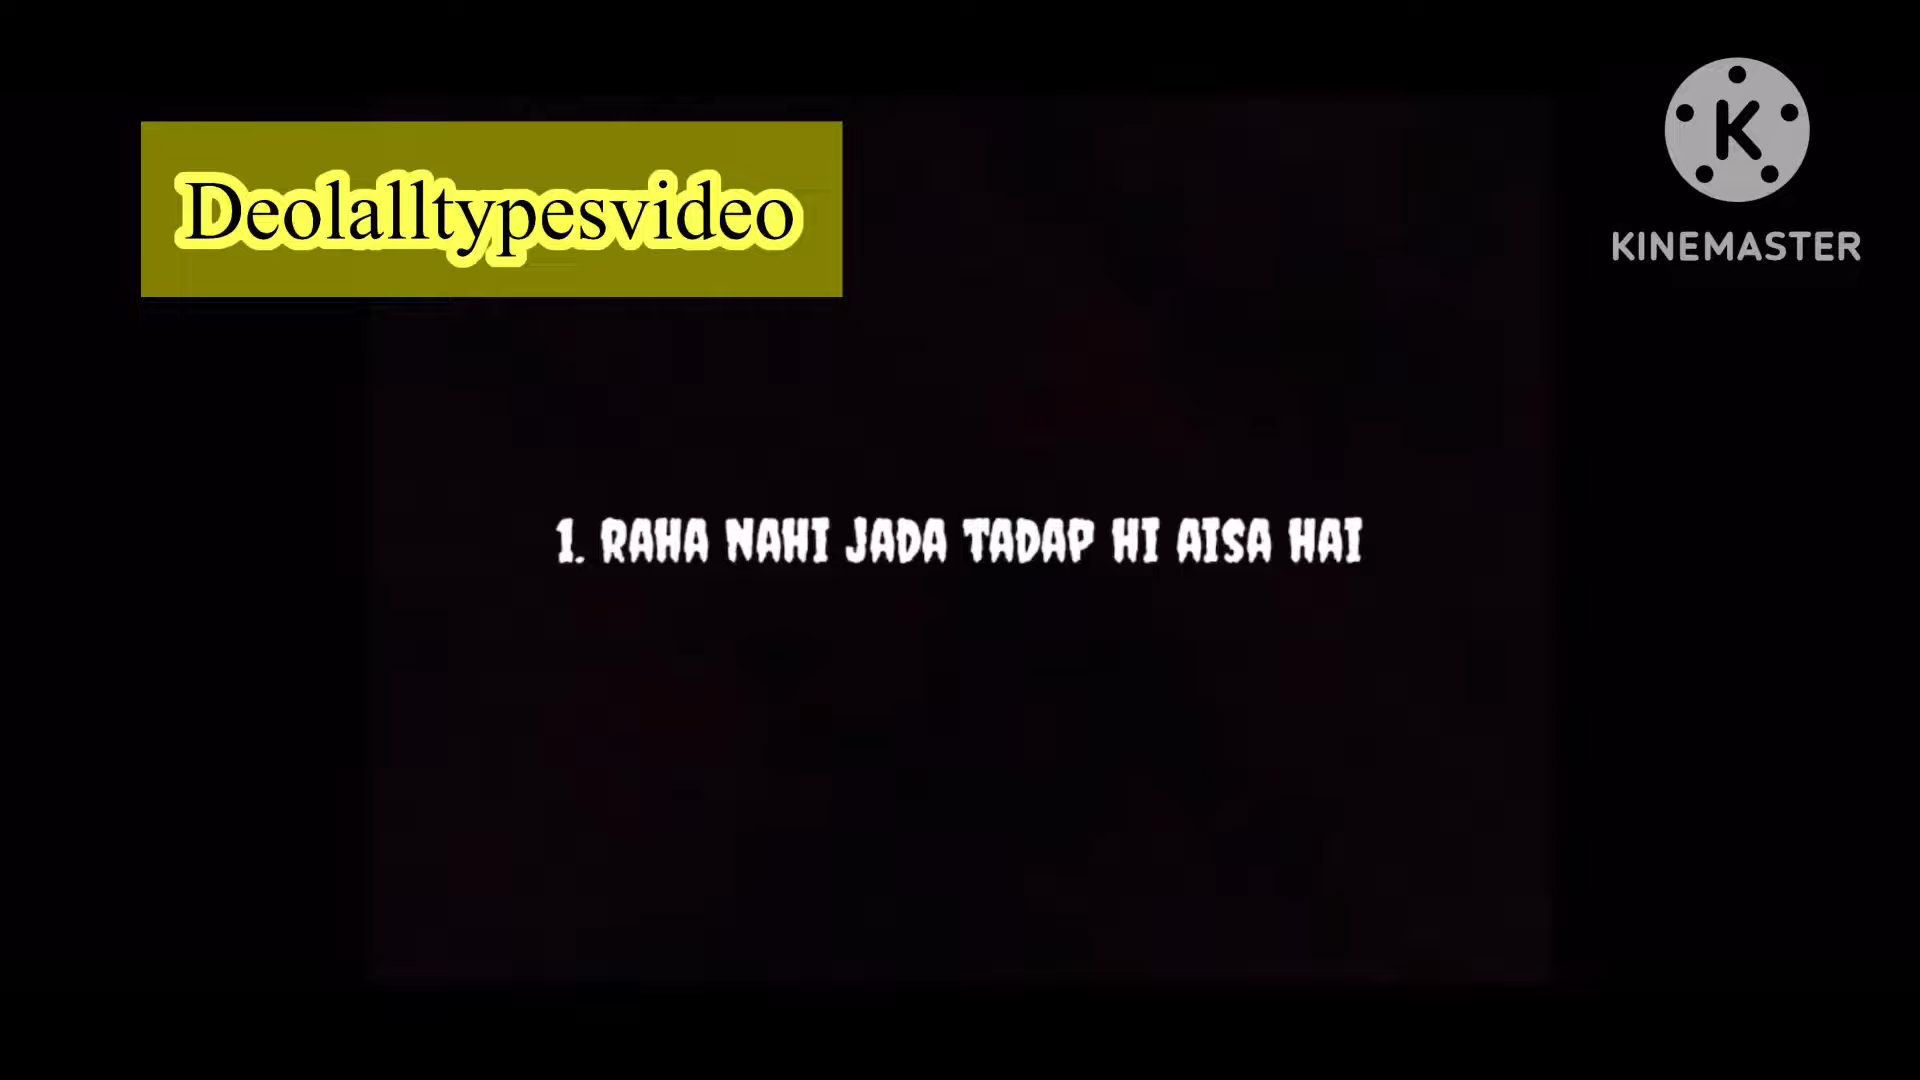 Deolalltypesvideo
K
KINEMASTER
1. RAHA NAHI JADA TADAP HI AISA HAI